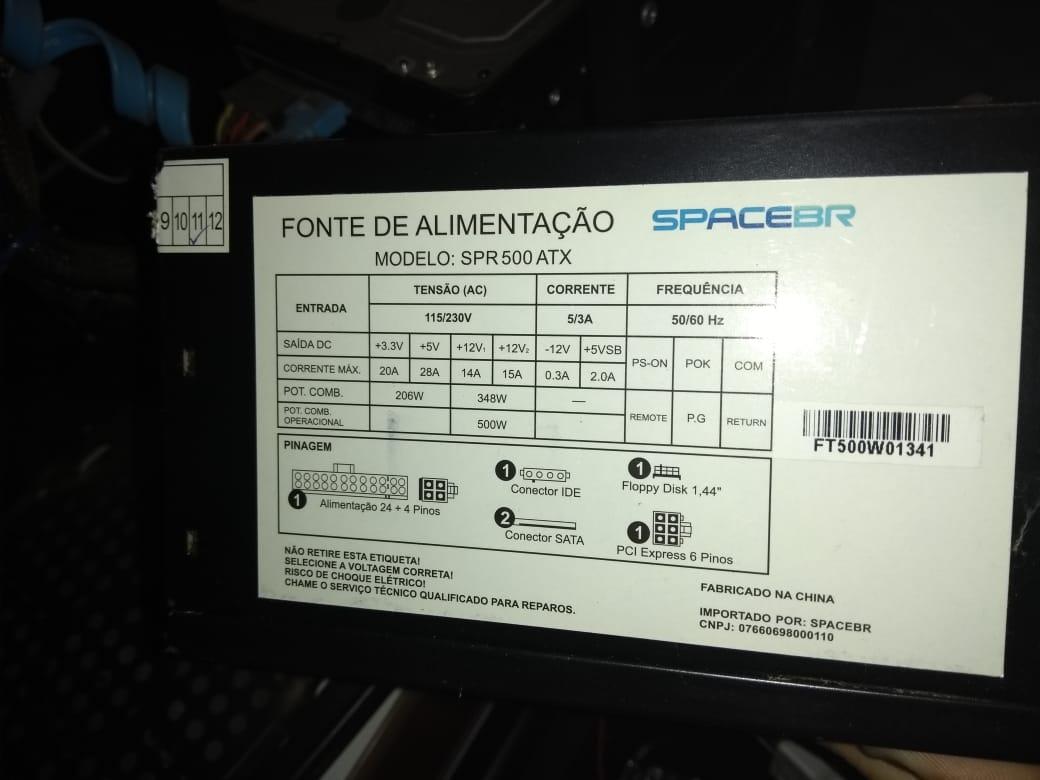 9 10 11 12
FONTE DE ALIMENTAÇÃO
SPACEBR
MODELO: SPR 500 ATX
ENTRADA TENSÃO (AC) CORRENTE FREQUÊNCIA
115/230V 5/3A 50/60 Hz
SAÍDA DC +3.3V +5V +12V1 +12V2 -12V +5VSB PS-ON POK COM
CORRENTE MÁX. 20A 28A 14A 15A 0.3A 2.0A
POT. COMB. 206W 348W — REMOTE P.G RETURN
POT. COMB.
OPERACIONAL 500W
FT500W01341
PINAGEM
1 Alimentação 24 + 4 Pinos
1 Conector IDE
1 Floppy Disk 1,44"
2 Conector SATA
1 PCI Express 6 Pinos
NÃO RETIRE ESTA ETIQUETA!
SELECIONE A VOLTAGEM CORRETA!
RISCO DE CHOQUE ELÉTRICO!
CHAME O SERVIÇO TÉCNICO QUALIFICADO PARA REPAROS.
FABRICADO NA CHINA
IMPORTADO POR: SPACEBR
CNPJ: 07660698000110